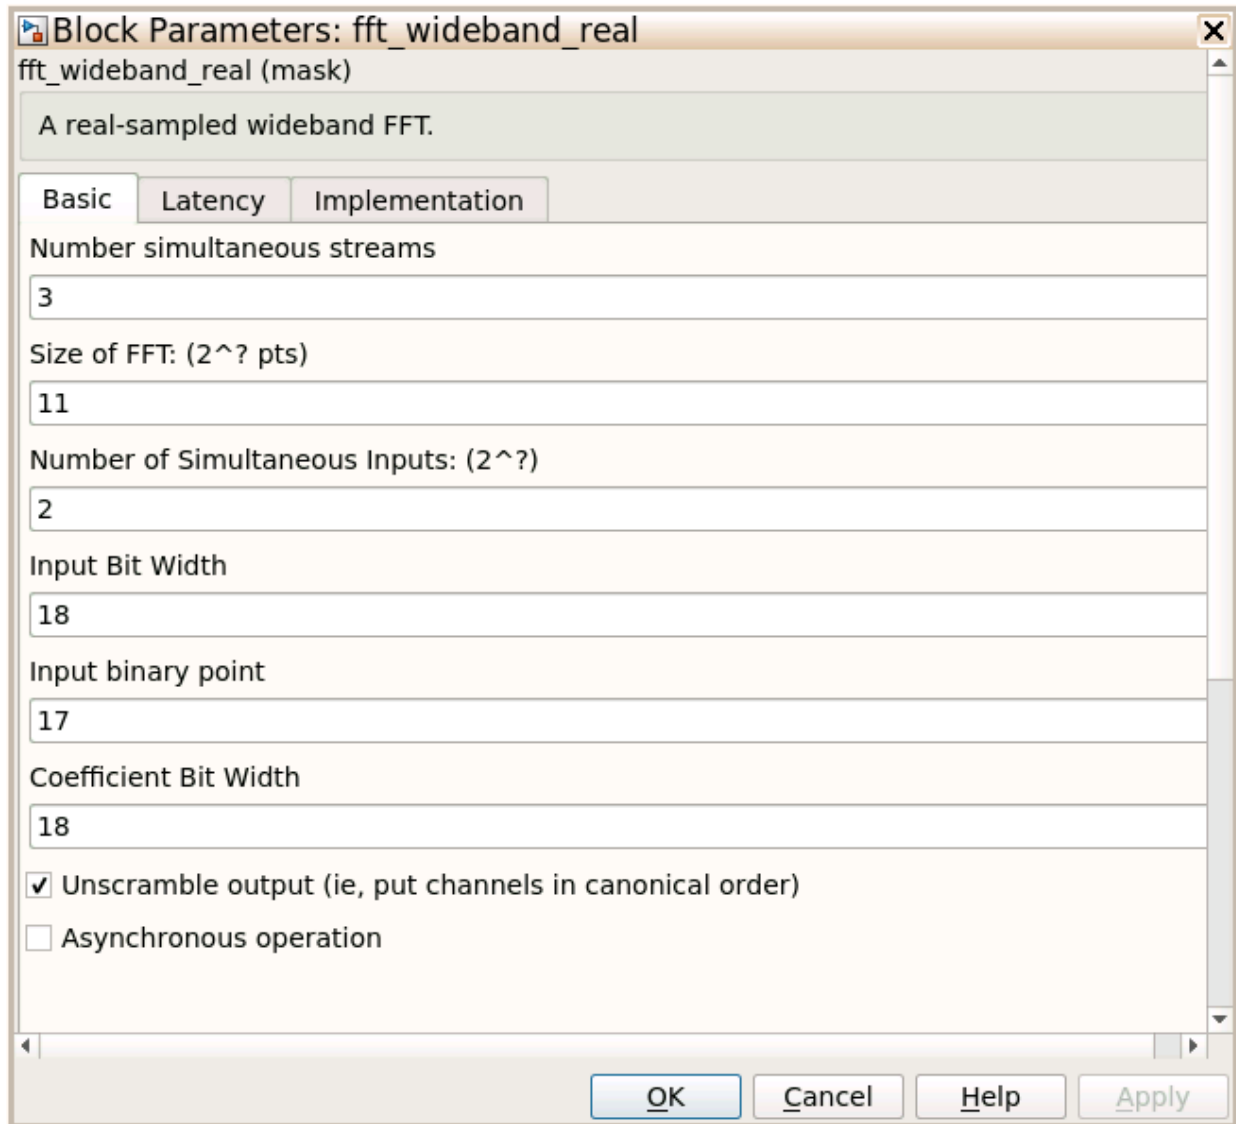 Block Parameters: fft_wideband_real
fft_wideband_real (mask)
A real-sampled wideband FFT.
Basic Latency Implementation
Number simultaneous streams
3
Size of FFT: (2^? pts)
11
Number of Simultaneous Inputs: (2^?)
2
Input Bit Width
18
Input binary point
17
Coefficient Bit Width
18
Unscramble output (ie, put channels in canonical order)
Asynchronous operation
OK Cancel Help Apply